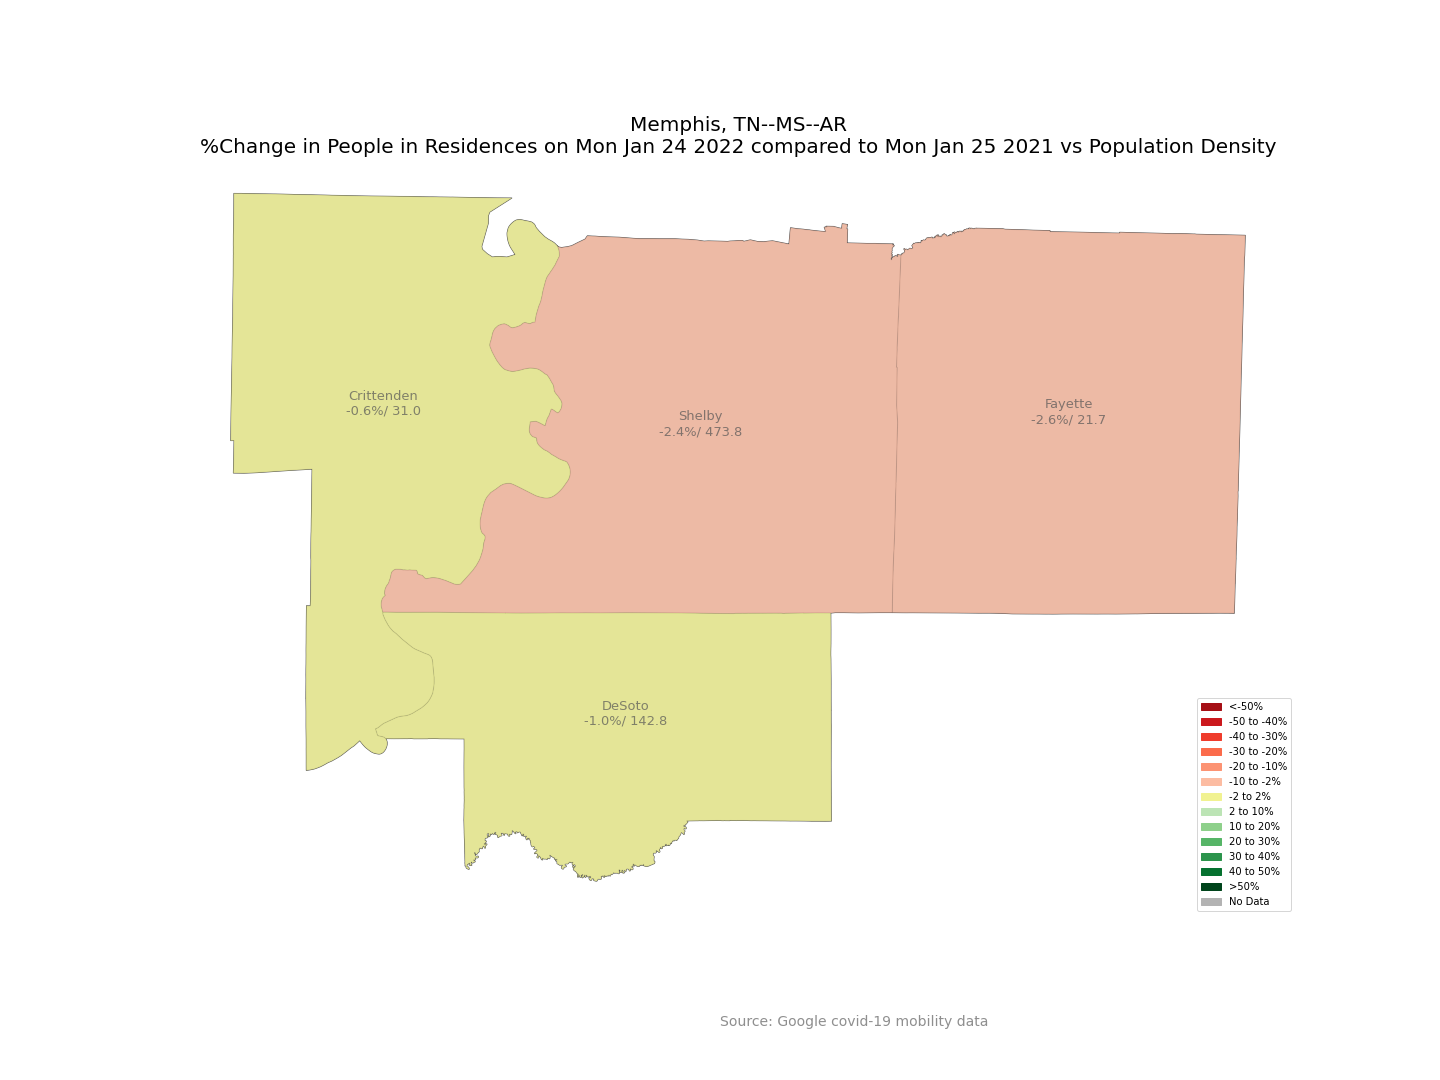 Memphis, TN--MS--AR
%Change in People in Residences on Mon Jan 24 2022 compared to Mon Jan 25 2021 vs Population Density
Crittenden
-0.6%/ 31.0
Shelby
-2.4%/ 473.8
Fayette
-2.6%/ 21.7
DeSoto
-1.0%/ 142.8
<-50%
-50 to -40%
-40 to -30%
-30 to -20%
-20 to -10%
-10 to -2%
-2 to 2%
2 to 10%
10 to 20%
20 to 30%
30 to 40%
40 to 50%
>50%
No Data
Source: Google covid-19 mobility data